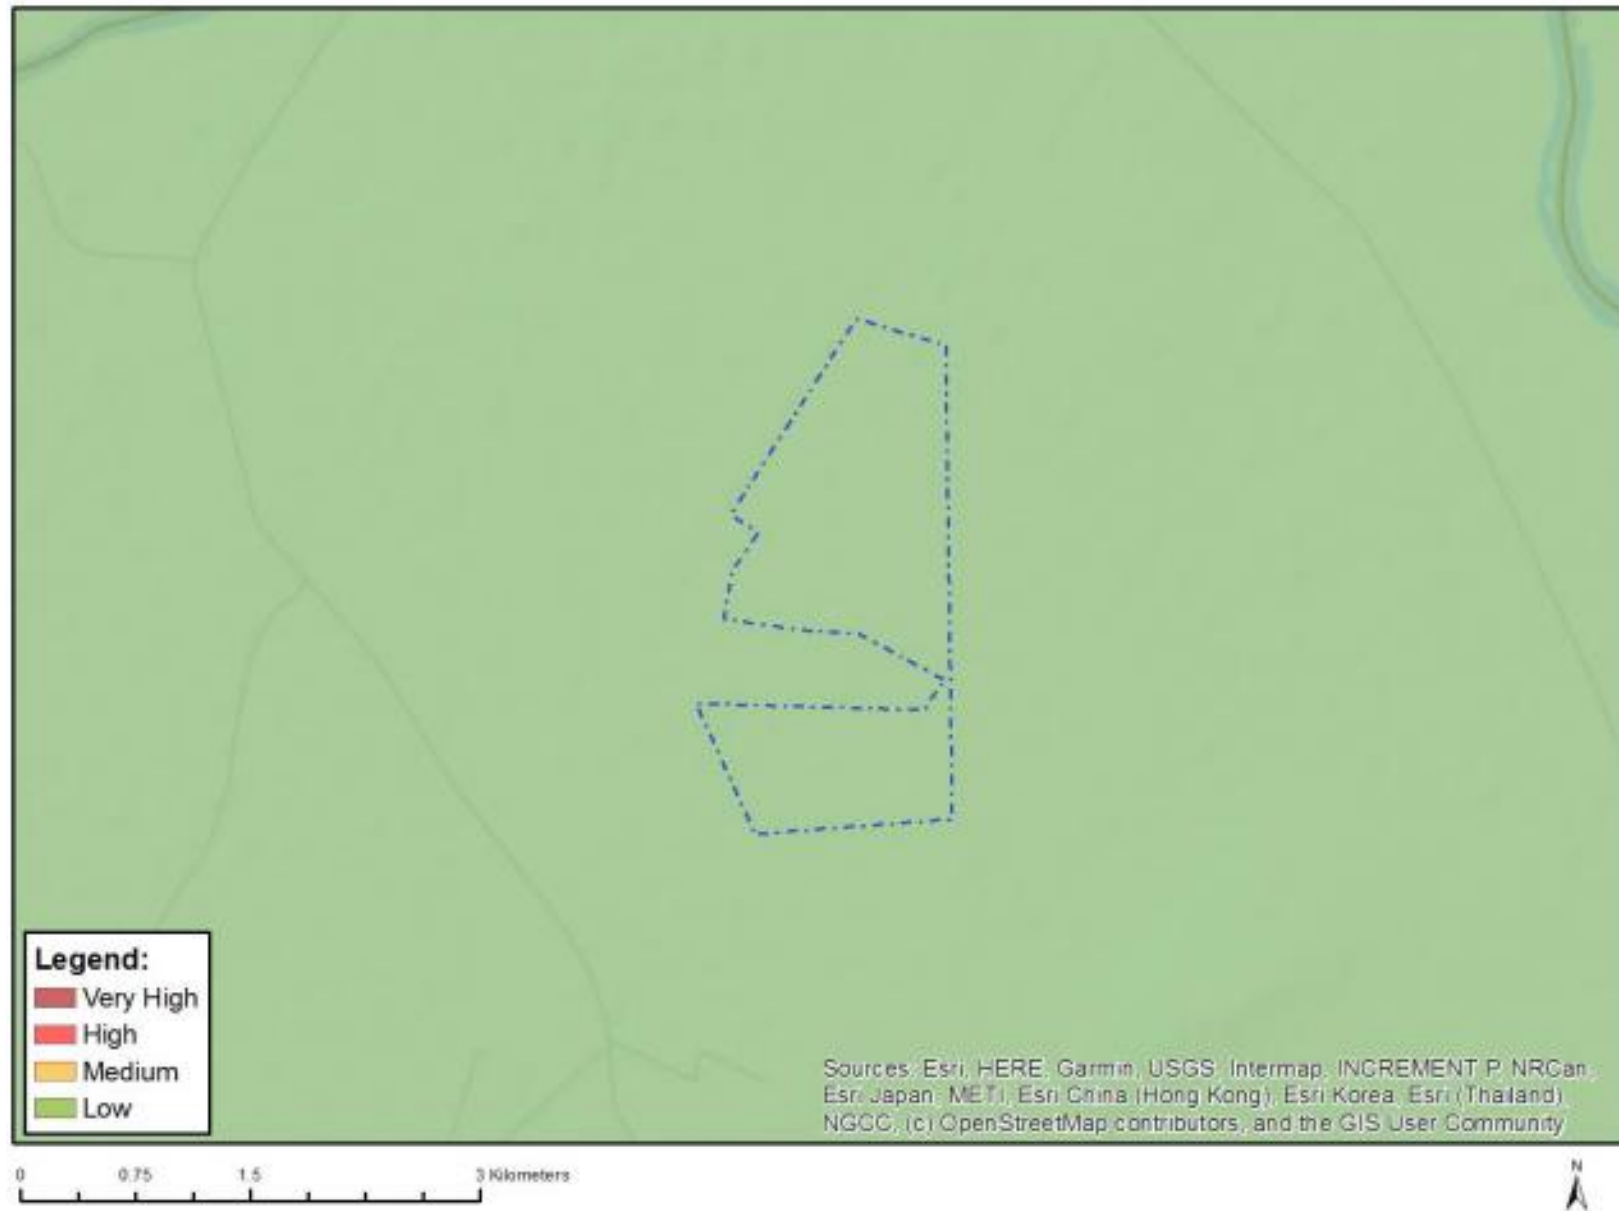 Legend:
Very High
High
Medium
Low
Sources: Esri, HERE, Garmin, USGS, Intermap, INCREMENT P, NRCan,
Esri Japan, METI, Esri China (Hong Kong), Esri Korea, Esri (Thailand),
NGCC, (c) OpenStreetMap contributors, and the GIS User Community
0 0.75 1.5 3 Kilometers
N